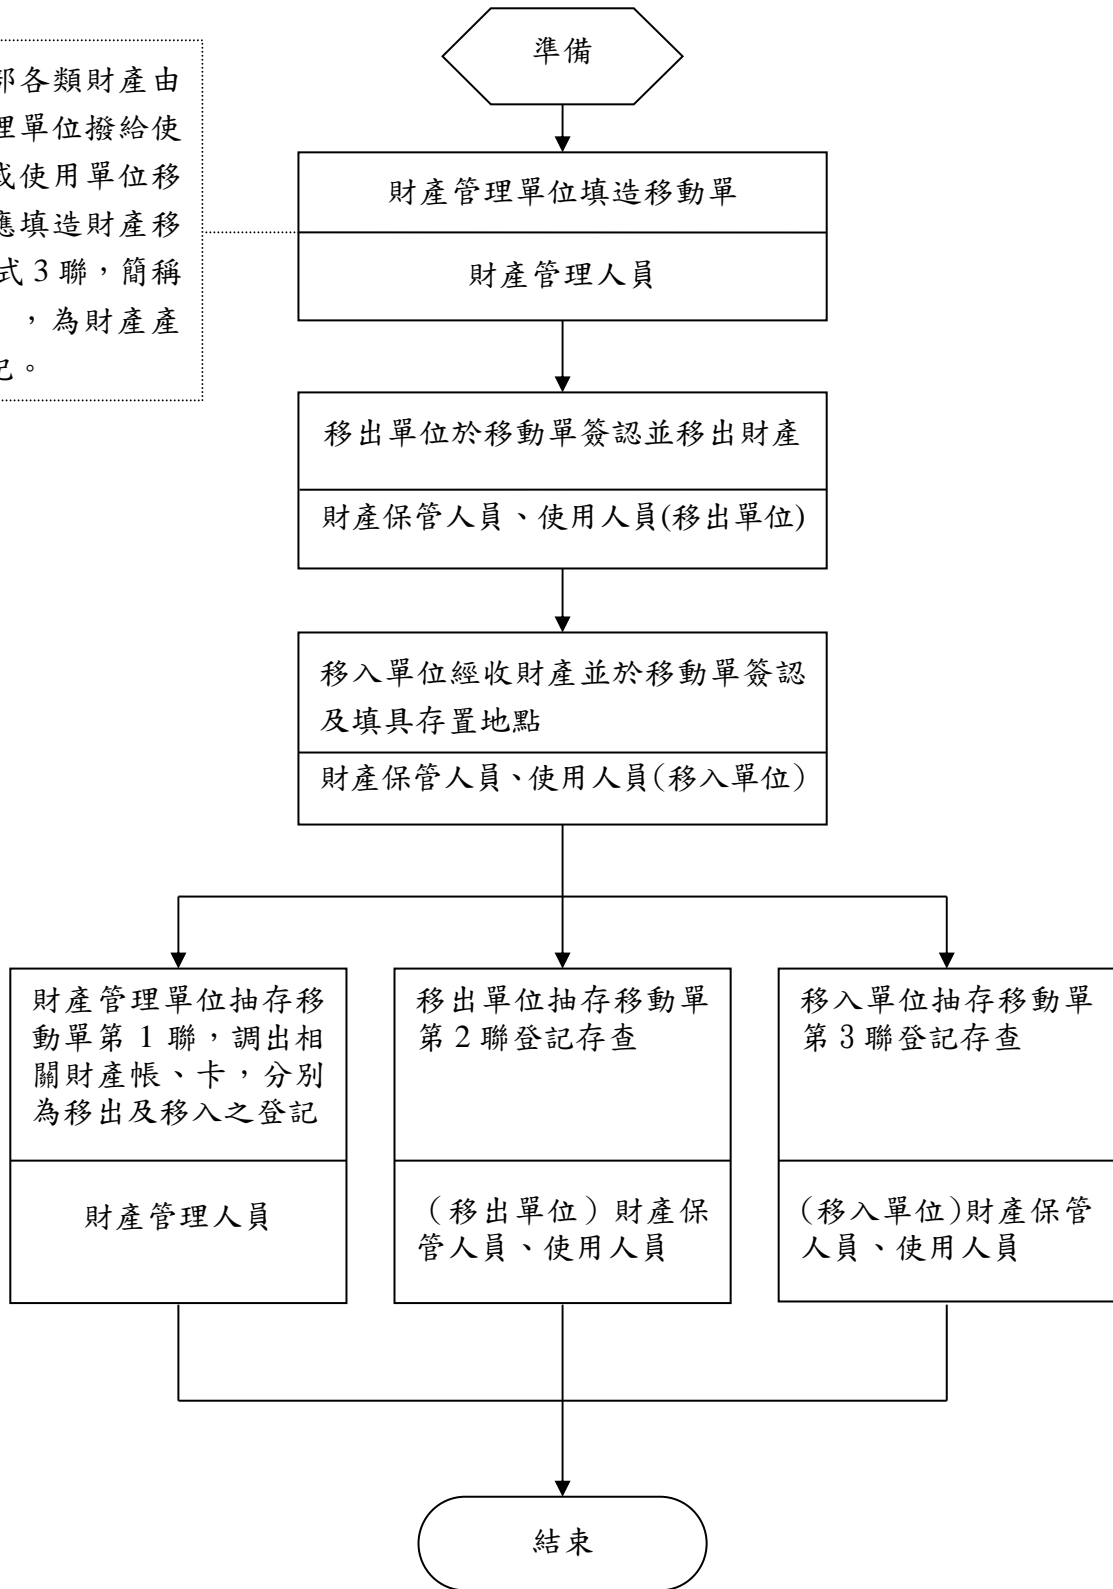 準備
部各類財產由
理單位撥給使
或使用單位移
應填造財產移
式3聯，簡稱
，為財產產
記。
財產管理單位填造移動單
財產管理人員
移出單位於移動單簽認並移出財產
財產保管人員、使用人員(移出單位)
移入單位經收財產並於移動單簽認
及填具存置地點
財產保管人員、使用人員(移入單位)
財產管理單位抽存移
動單第1聯，調出相
關財產帳、卡，分別
為移出及移入之登記
財產管理人員
移出單位抽存移動單
第2聯登記存查
（移出單位）財產保
管人員、使用人員
移入單位抽存移動單
第3聯登記存查
(移入單位)財產保管
人員、使用人員
結束